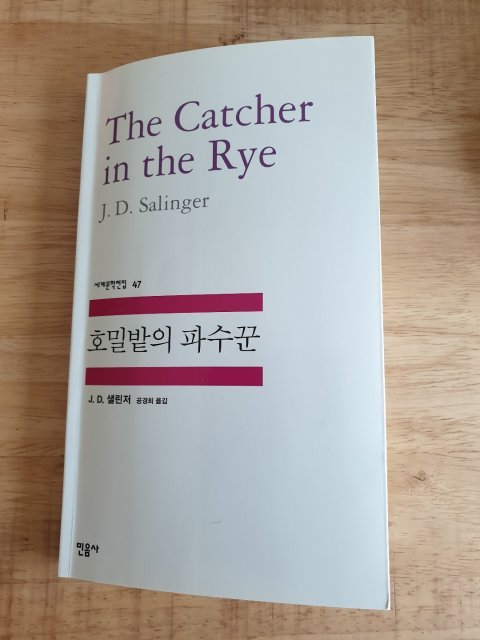 The Catcher
in the Rye
J. D. Salinger
세계문학전집 47
호밀밭의 파수꾼
J. D. 샐린저 공경희 옮김
민음사